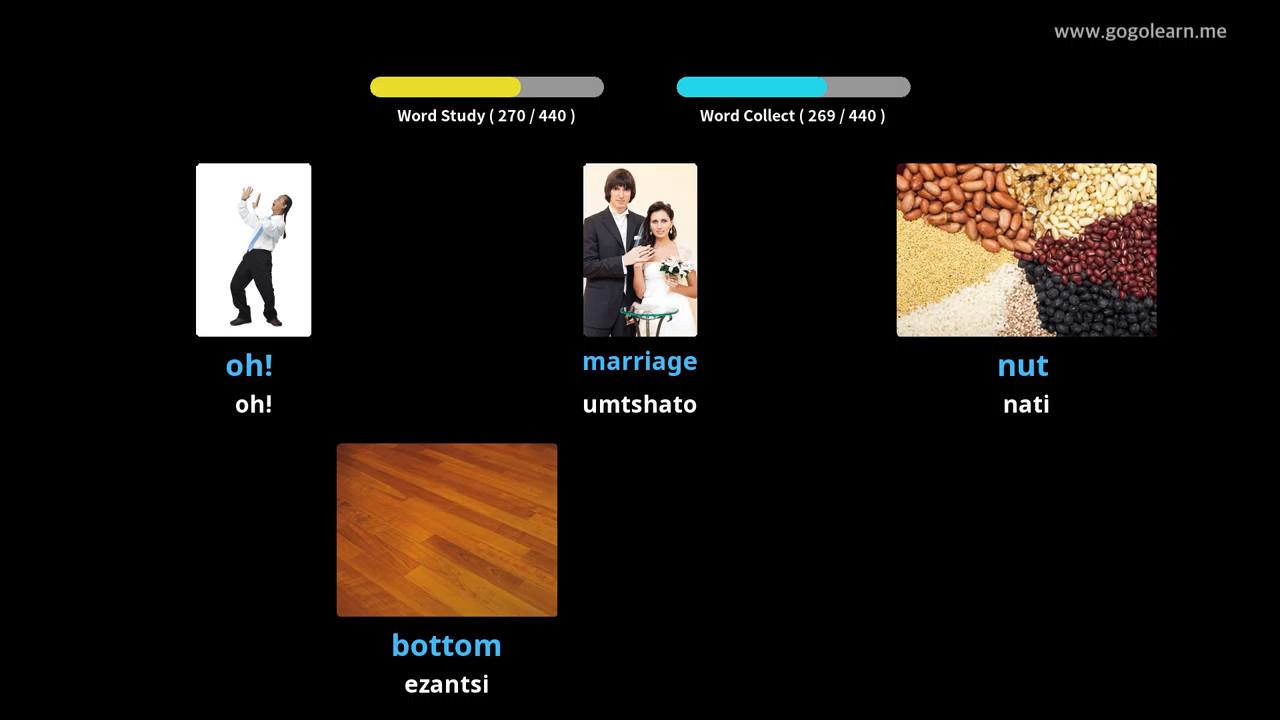 www.gogolearn.me
Word Study ( 270 / 440 )
Word Collect ( 269 / 440 )
oh!
oh!
marriage
umtshato
nut
nati
bottom
ezantsi